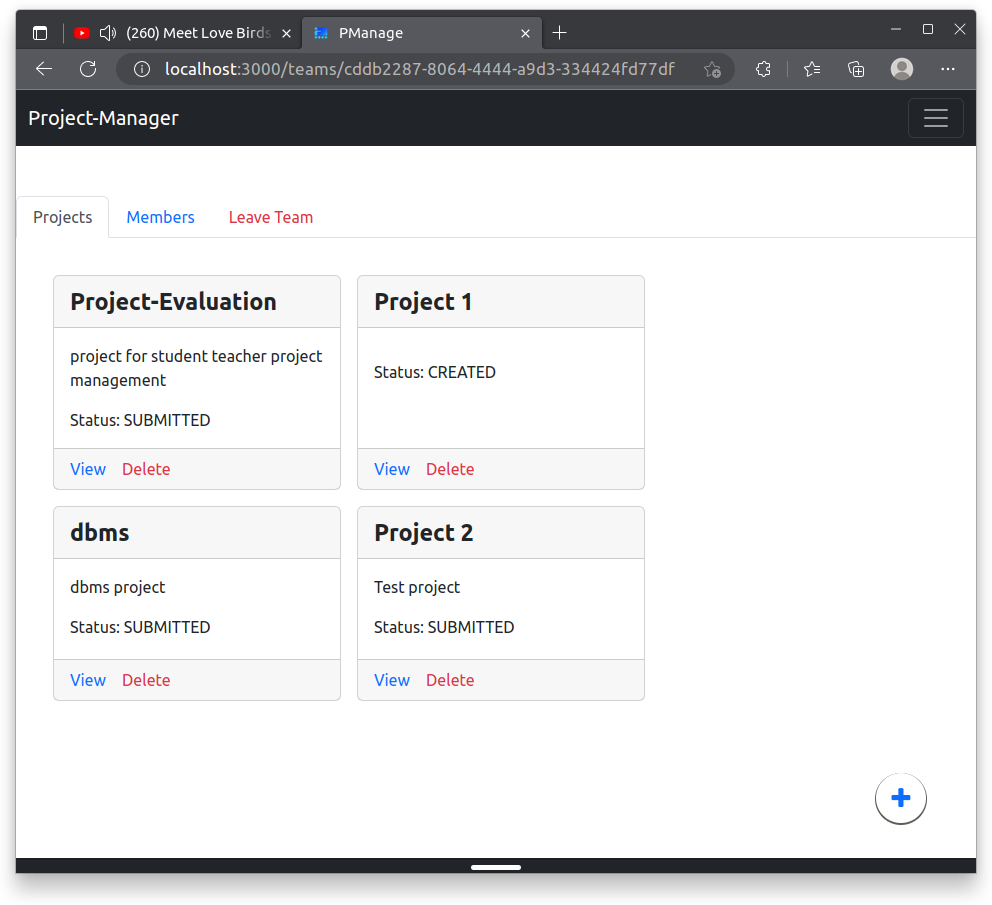 (260) Meet Love Birds
PManage
localhost:3000/teams/cddb2287-8064-4444-a9d3-334424fd77df
Project-Manager
Projects Members Leave Team
Project-Evaluation
project for student teacher project
management
Status: SUBMITTED
View Delete
Project 1
Status: CREATED
View Delete
dbms
dbms project
Status: SUBMITTED
View Delete
Project 2
Test project
Status: SUBMITTED
View Delete